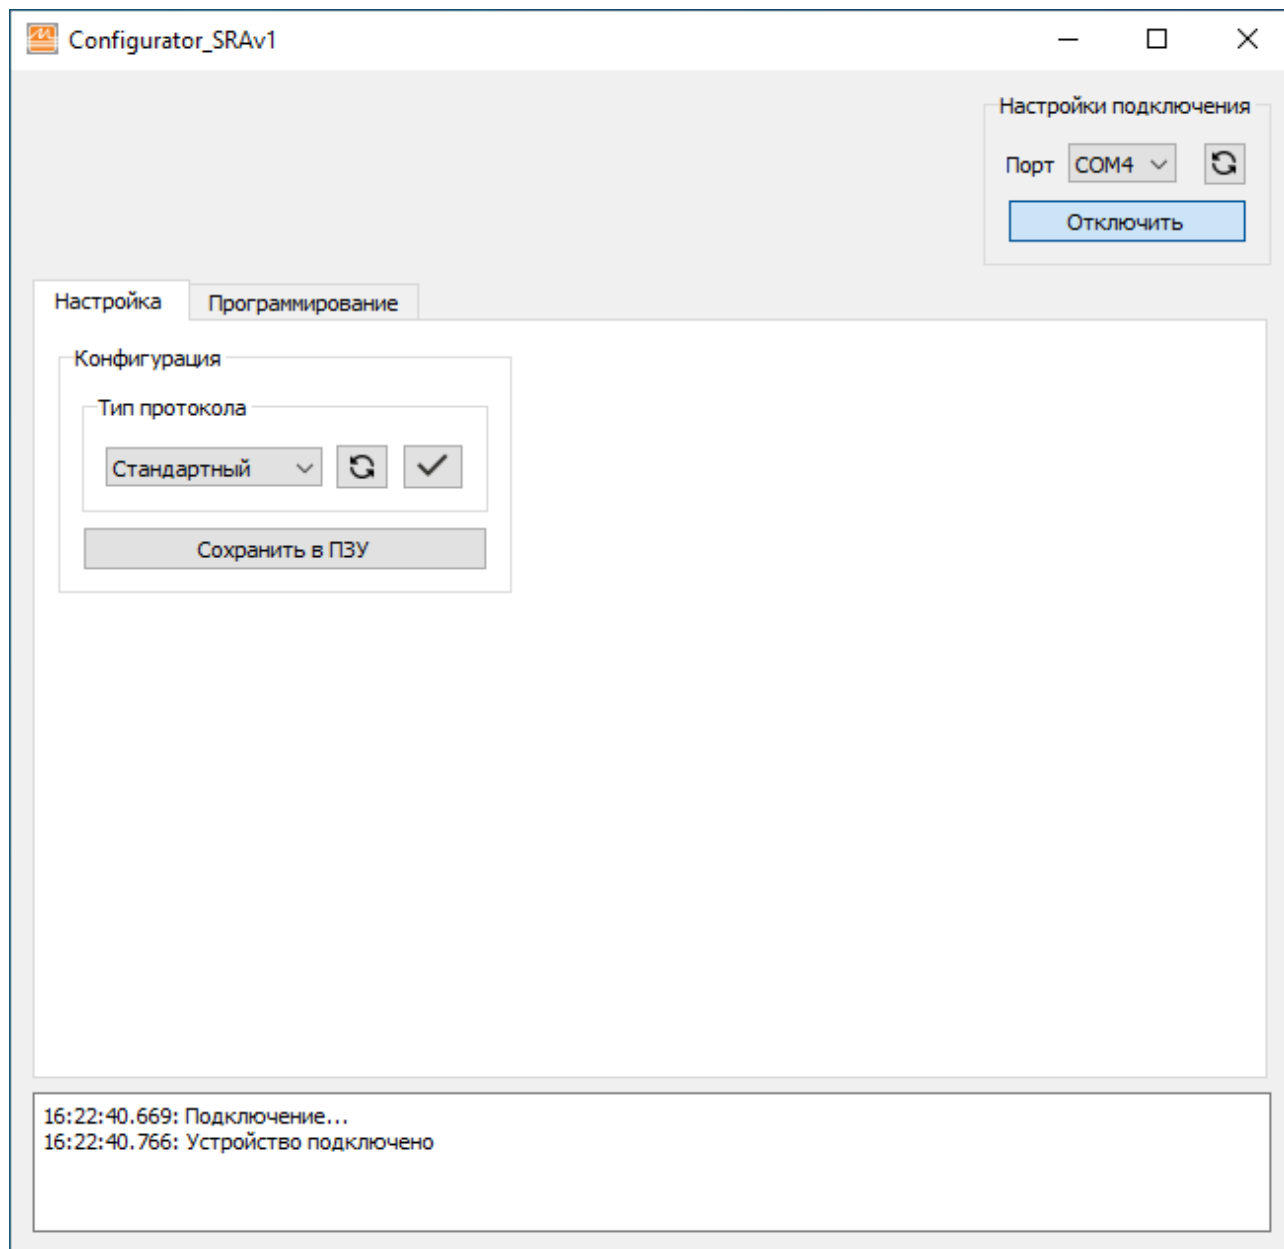 Configurator_SRAv1
Настройки подключения
Порт COM4
Отключить
Настройка Программирование
Конфигурация
Тип протокола
Стандартный
Сохранить в ПЗУ
16:22:40.669: Подключение...
16:22:40.766: Устройство подключено